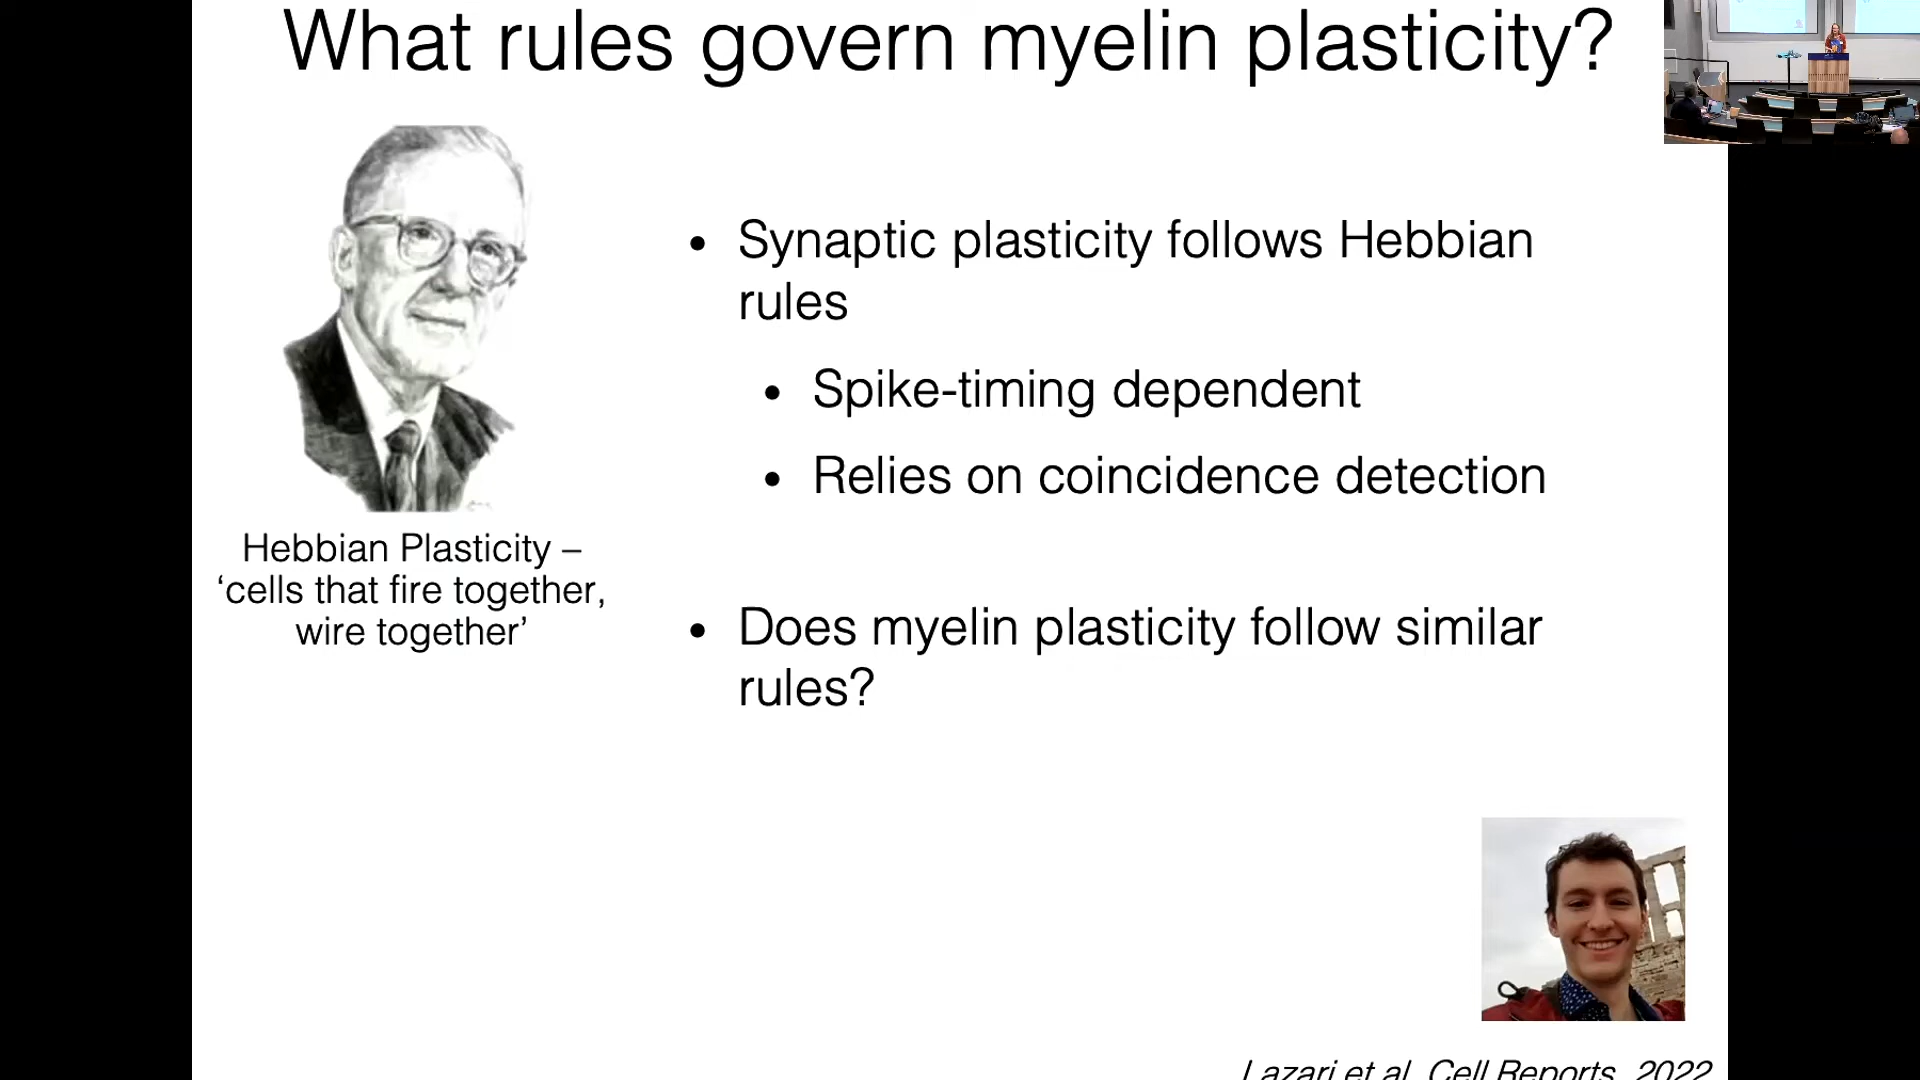 What rules govern myelin plasticity?
Hebbian Plasticity –
‘cells that fire together,
wire together’
• Synaptic plasticity follows Hebbian
rules
• Spike-timing dependent
• Relies on coincidence detection
• Does myelin plasticity follow similar
rules?
Lazari et al, Cell Reports, 2022